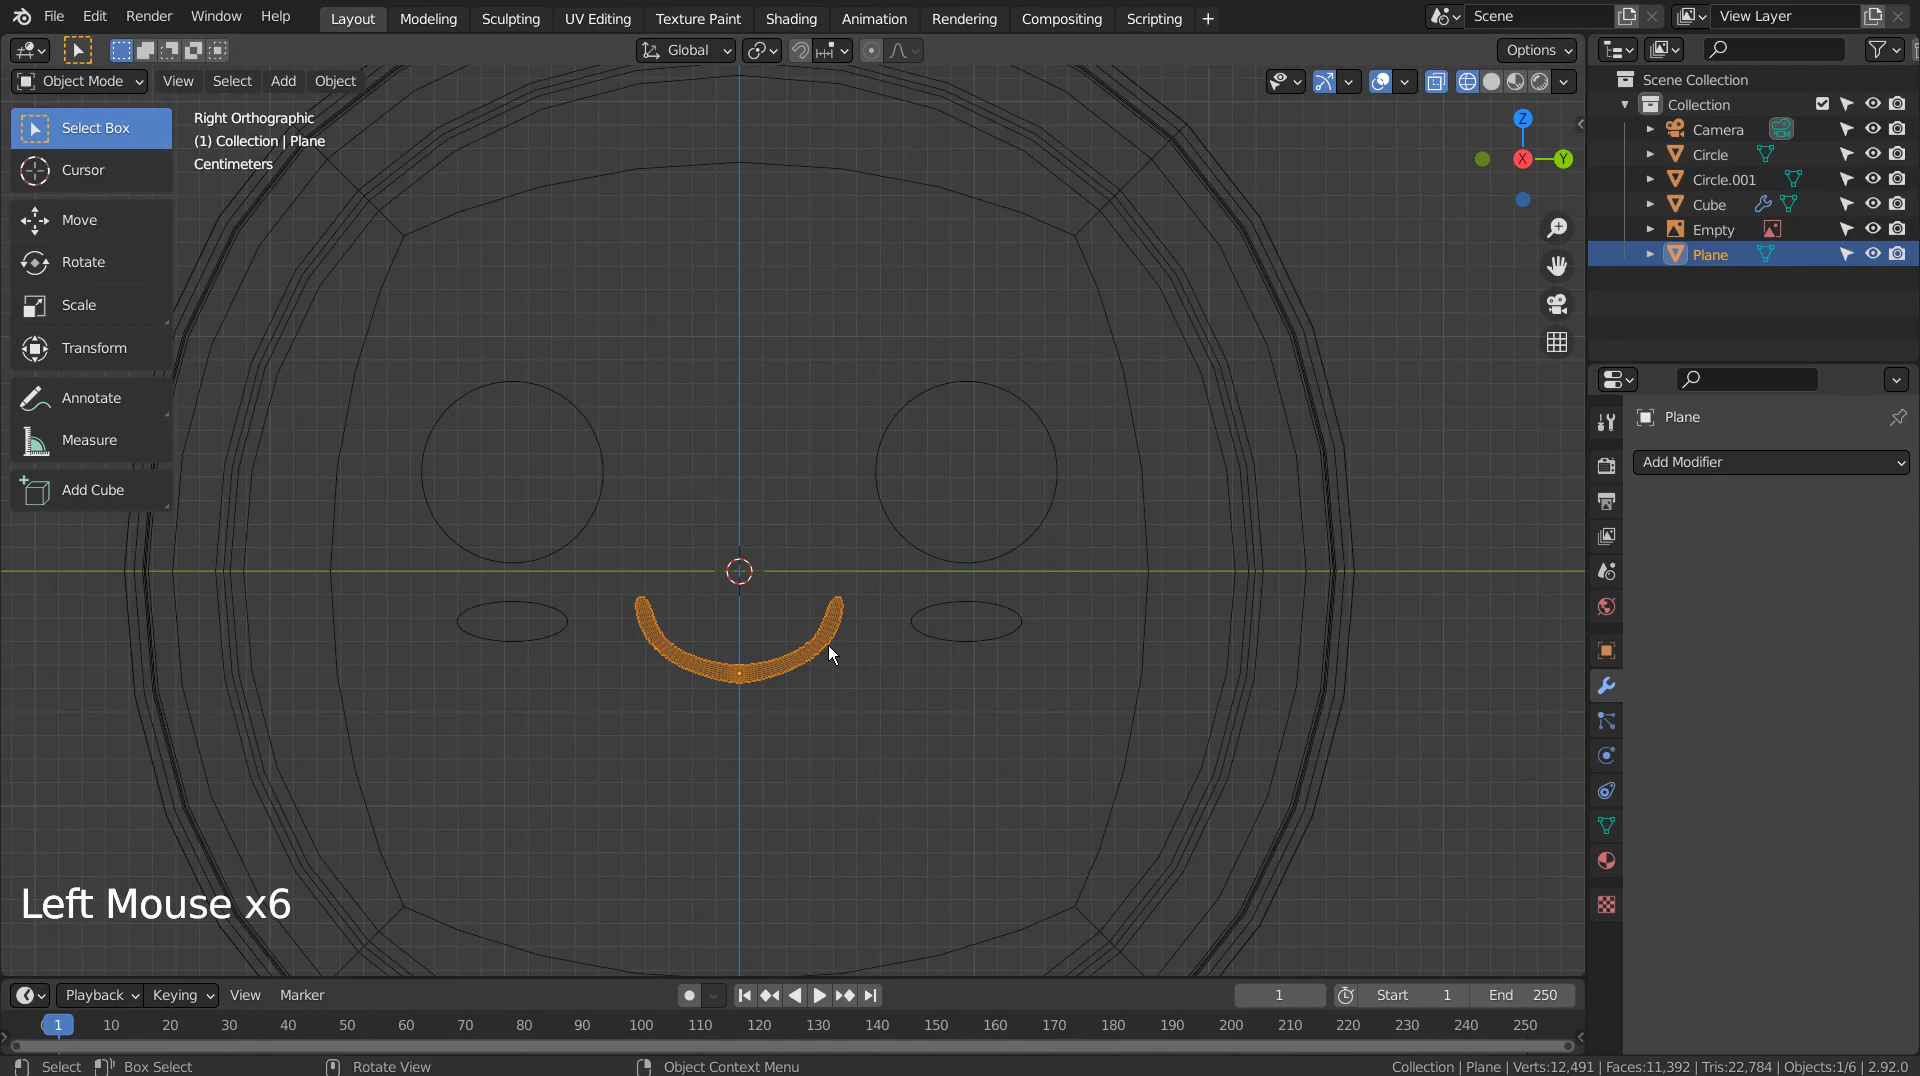 File Edit Render Window Help Layout Modeling Sculpting UV Editing Texture Paint Shading Animation Rendering Compositing Scripting + Scene View Layer
Global Options
Object Mode View Select Add Object
Select Box
Cursor
Move
Rotate
Scale
Transform
Annotate
Measure
Add Cube
Right Orthographic
(1) Collection | Plane
Centimeters
Z
X
Y
Scene Collection
Collection
Camera
Circle
Circle.001
Cube
Empty
Plane
Plane
Add Modifier
Left Mouse x6
Playback Keying View Marker 1 Start 1 End 250
1 10 20 30 40 50 60 70 80 90 100 110 120 130 140 150 160 170 180 190 200 210 220 230 240 250
Select Box Select Rotate View Object Context Menu Collection | Plane | Verts:12,491 | Faces:11,392 | Tris:22,784 | Objects:1/6 | 2.92.0